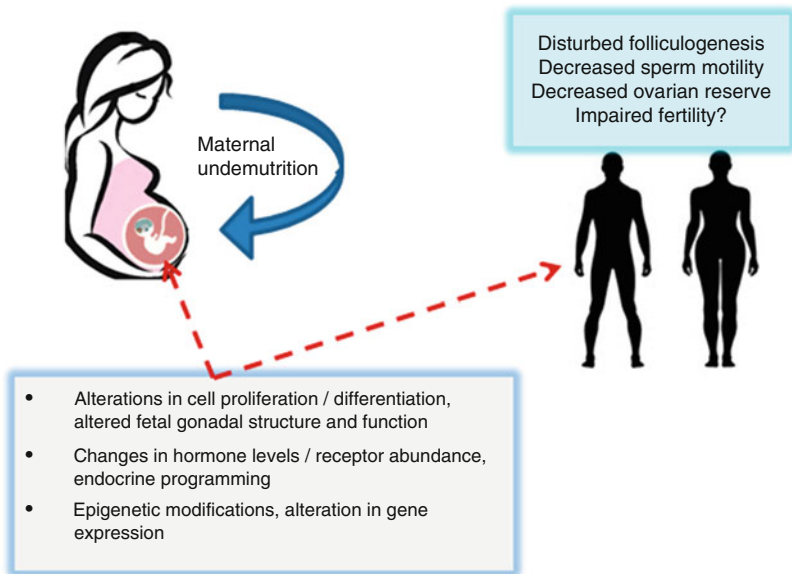 Disturbed folliculogenesis
Decreased sperm motility
Decreased ovarian reserve
Impaired fertility?
Maternal
undemutrition
• Alterations in cell proliferation / differentiation,
altered fetal gonadal structure and function
• Changes in hormone levels / receptor abundance,
endocrine programming
• Epigenetic modifications, alteration in gene
expression